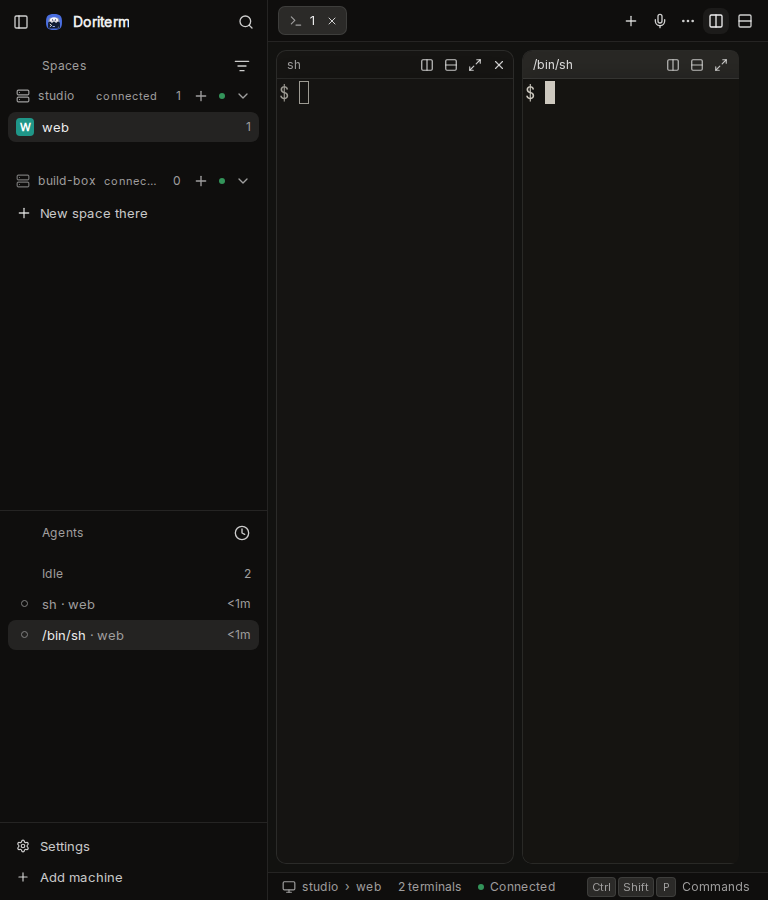 Doriterm
1
Spaces
studio connected 1
W web 1
build-box connec... 0
New space there
sh
$
/bin/sh
$
Agents
Idle 2
sh · web <1m
/bin/sh · web <1m
Settings
Add machine
studio › web 2 terminals Connected Ctrl Shift P Commands